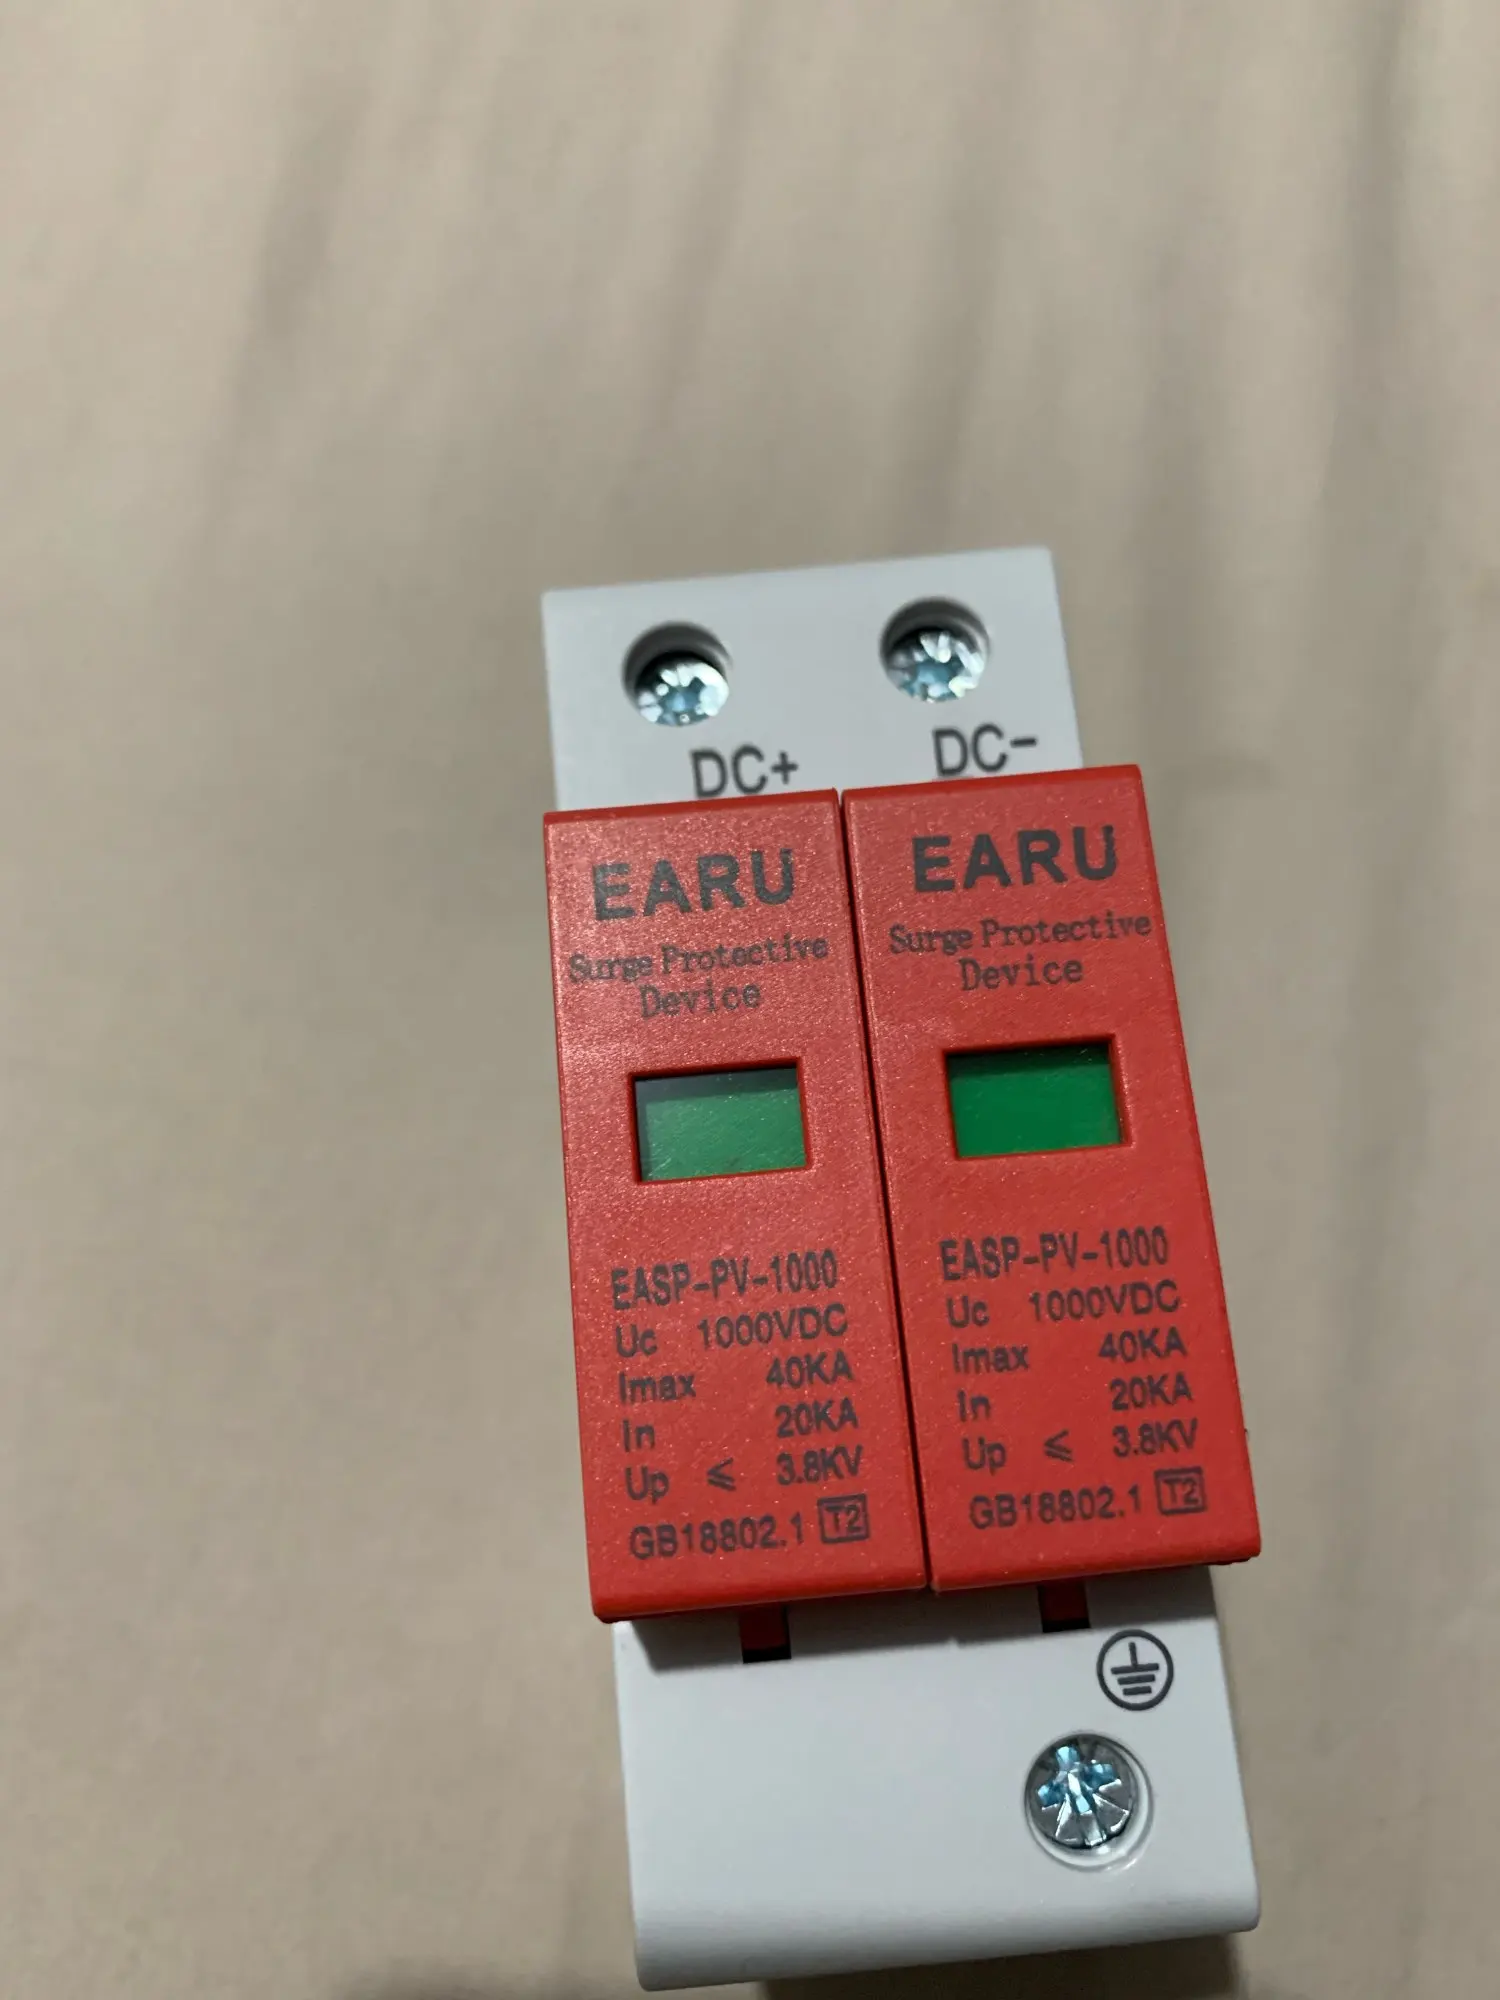 DC+
DC-
EARU
Surge Protective
Device
EASP-PV-1000
Uc 1000VDC
Imax 40KA
In 20KA
Up ⩽ 3.8KV
GB18802.1 T2
EARU
Surge Protective
Device
EASP-PV-1000
Uc 1000VDC
Imax 40KA
In 20KA
Up ⩽ 3.8KV
GB18802.1 T2